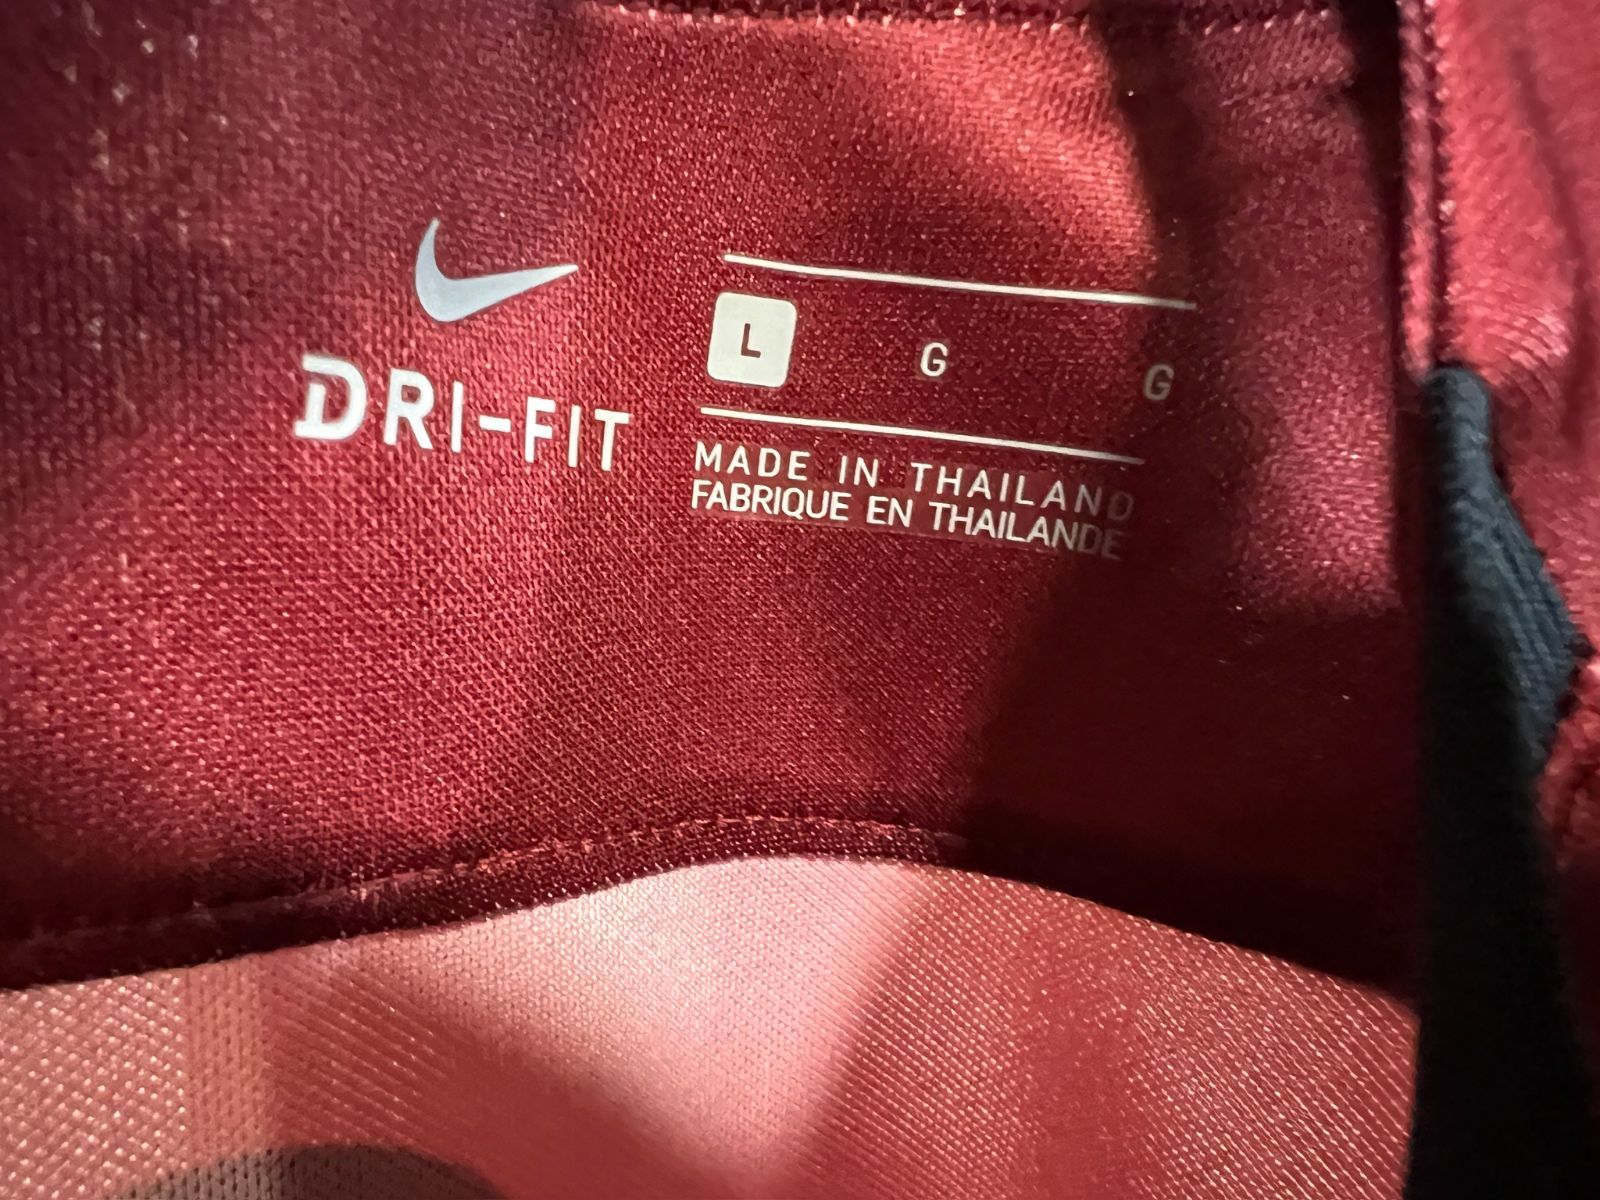 DRI-FIT
L G G
MADE IN THAILAND
FABRIQUE EN THAILANDE